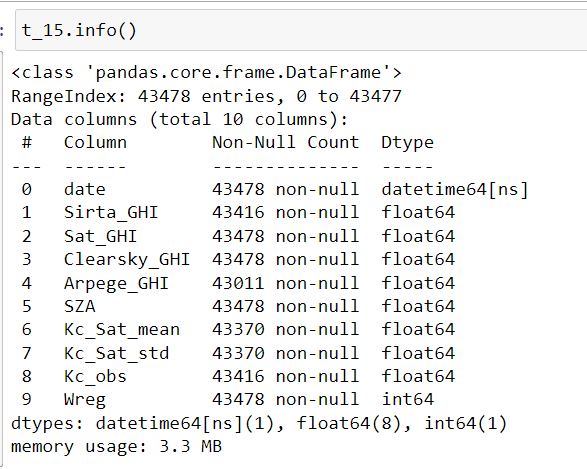 : t_15.info()
<class 'pandas.core.frame.DataFrame'>
RangeIndex: 43478 entries, 0 to 43477
Data columns (total 10 columns):
 #   Column        Non-Null Count  Dtype
---  ------        --------------  -----
 0   date          43478 non-null  datetime64[ns]
 1   Sirta_GHI     43416 non-null  float64
 2   Sat_GHI       43478 non-null  float64
 3   Clearsky_GHI  43478 non-null  float64
 4   Arpege_GHI    43011 non-null  float64
 5   SZA           43478 non-null  float64
 6   Kc_Sat_mean   43370 non-null  float64
 7   Kc_Sat_std    43370 non-null  float64
 8   Kc_obs        43416 non-null  float64
 9   Wreg          43478 non-null  int64
dtypes: datetime64[ns](1), float64(8), int64(1)
memory usage: 3.3 MB